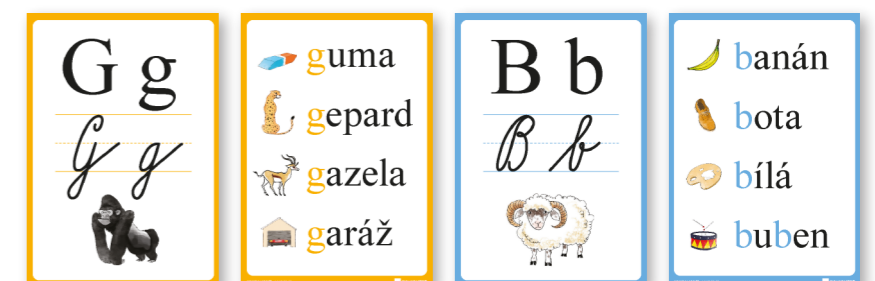 G g
G g
guma
gepard
gazela
garáž
B b
B b
banán
bota
bílá
buben